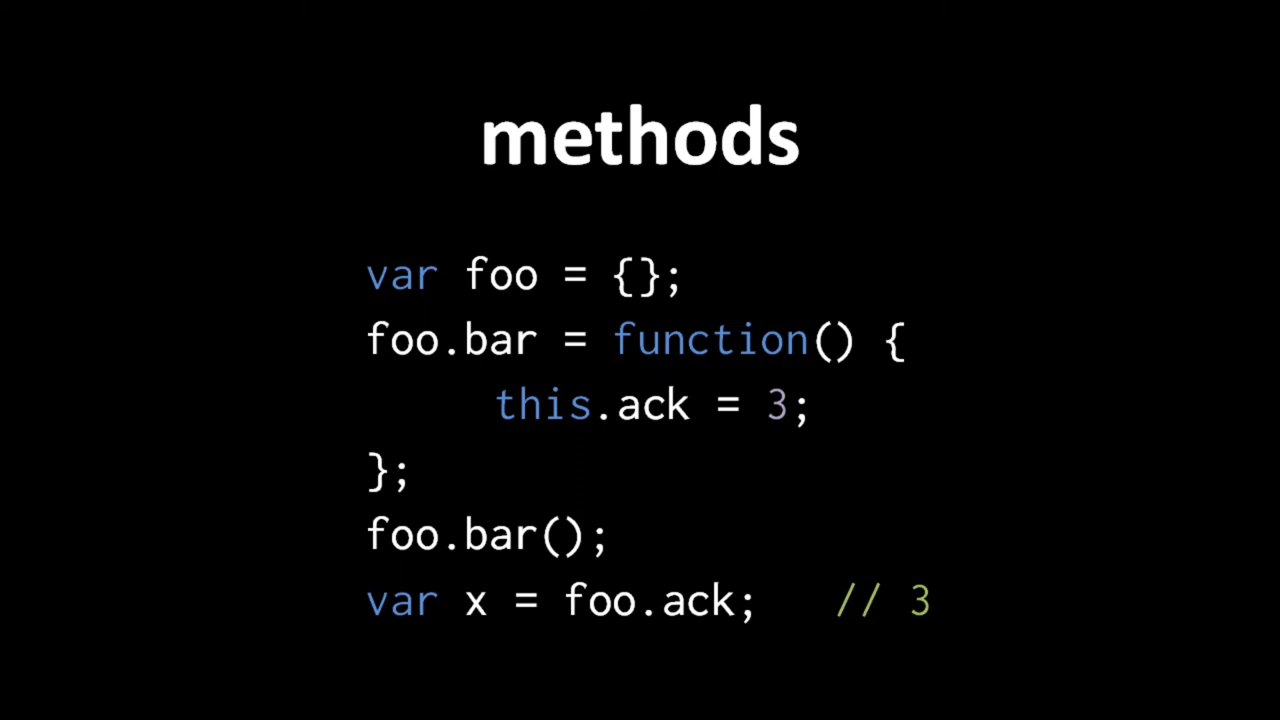 methods
var foo = {};
foo.bar = function() {
this.ack = 3;
};
foo.bar();
var x = foo.ack; // 3